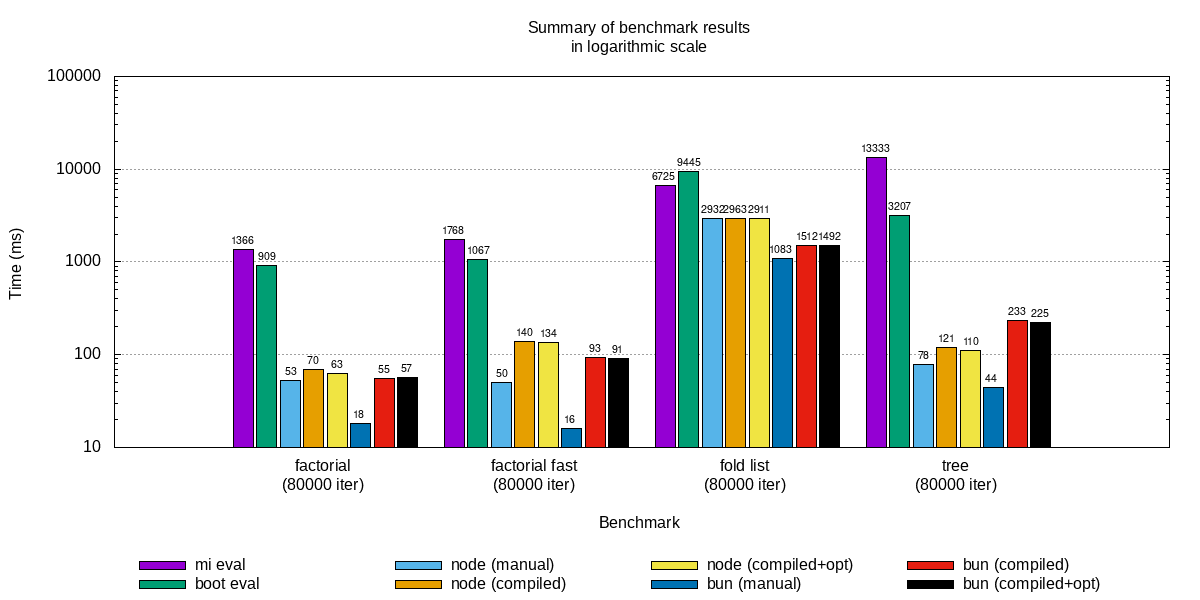 Summary of benchmark results
in logarithmic scale
100000
10000
1000
100
10
Time (ms)
1366
909
53
70
63
18
55
57
1768
1067
50
140
134
16
93
91
6725
9445
2932
2963
2911
1083
1512
1492
13333
3207
78
121
110
44
233
225
factorial
(80000 iter)
factorial fast
(80000 iter)
fold list
(80000 iter)
tree
(80000 iter)
Benchmark
mi eval
boot eval
node (manual)
node (compiled)
node (compiled+opt)
bun (manual)
bun (compiled)
bun (compiled+opt)